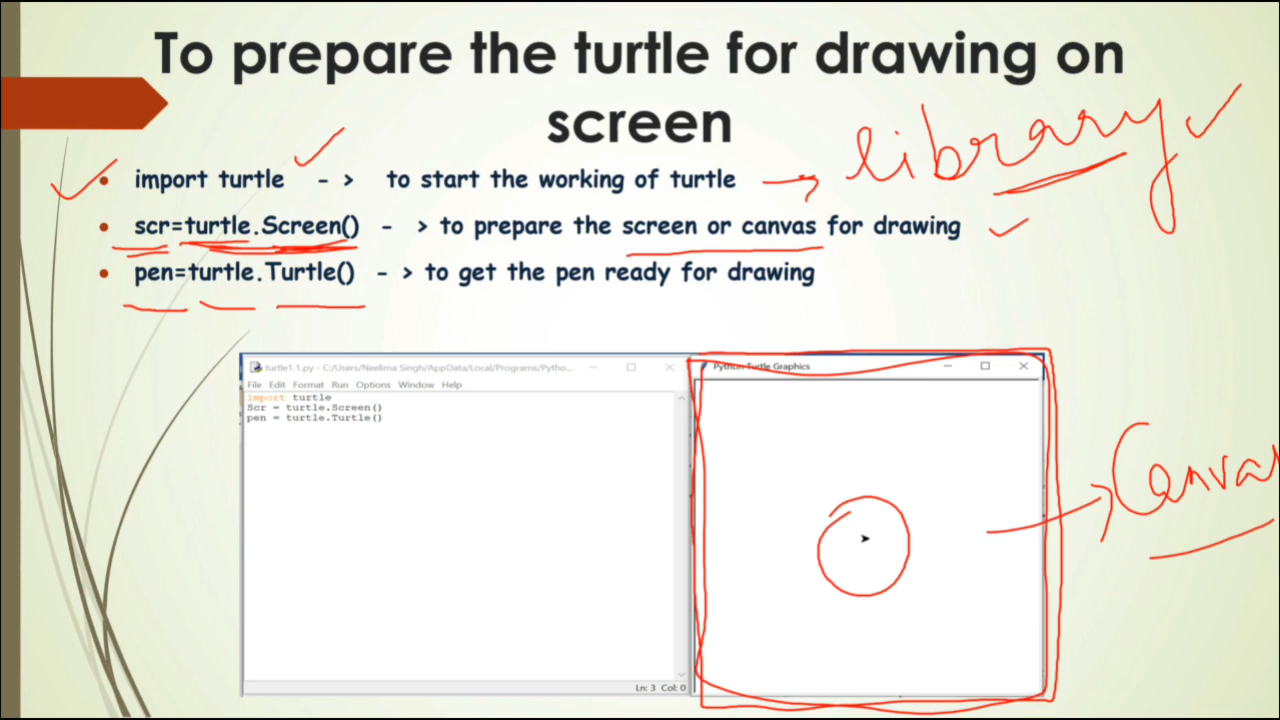 To prepare the turtle for drawing on
screen
library
• import turtle - > to start the working of turtle
• scr=turtle.Screen() - > to prepare the screen or canvas for drawing
• pen=turtle.Turtle() - > to get the pen ready for drawing
turtle1.1.py - C:/Users/Neelima Singh/AppData/Local/Programs/Pytho...
File Edit Format Run Options Window Help
import turtle
Scr = turtle.Screen()
pen = turtle.Turtle()
Ln: 3 Col: 0
Python Turtle Graphics
Canvas